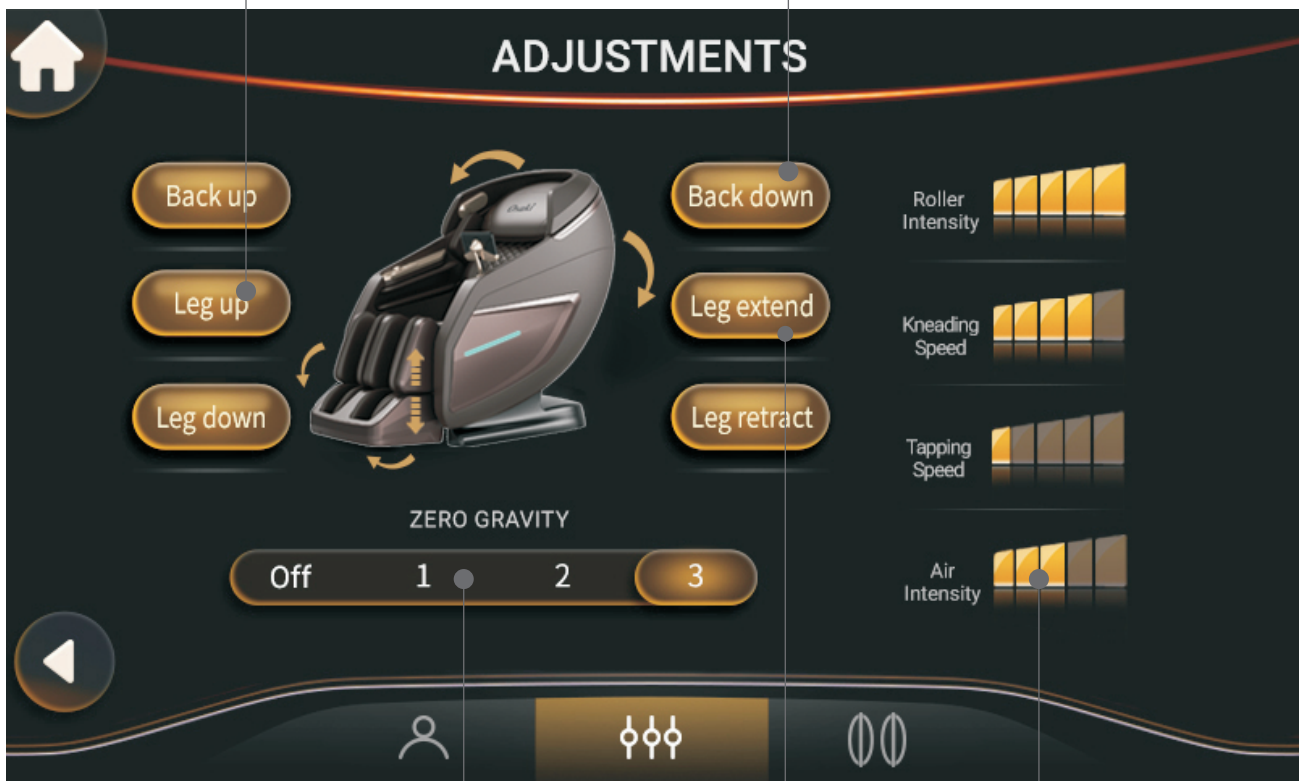 ADJUSTMENTS
Back up
Leg up
Leg down
Osaki
Back down
Leg extend
Leg retract
Roller
Intensity
Kneading
Speed
Tapping
Speed
Air
Intensity
ZERO GRAVITY
Off 1 2 3